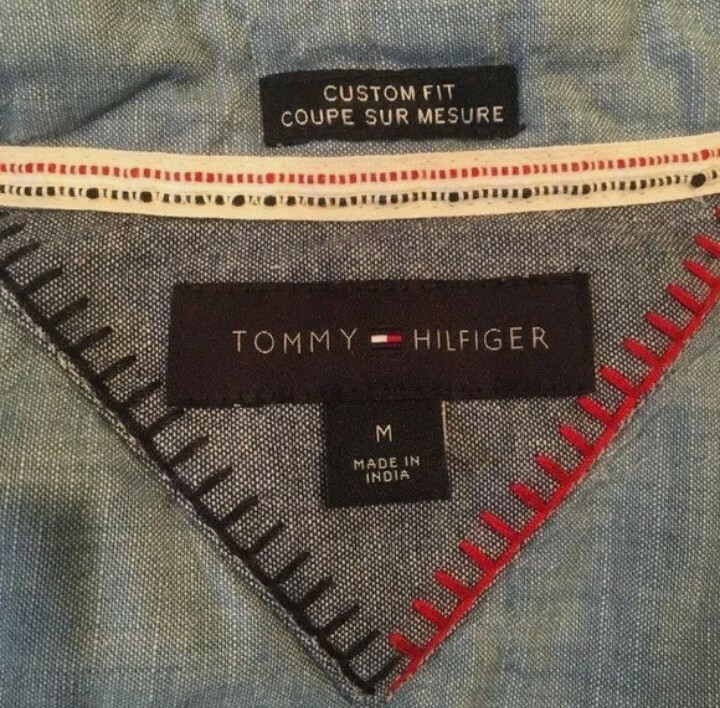 CUSTOM FIT
COUPE SUR MESURE
TOMMY HILFIGER
M
MADE IN
INDIA